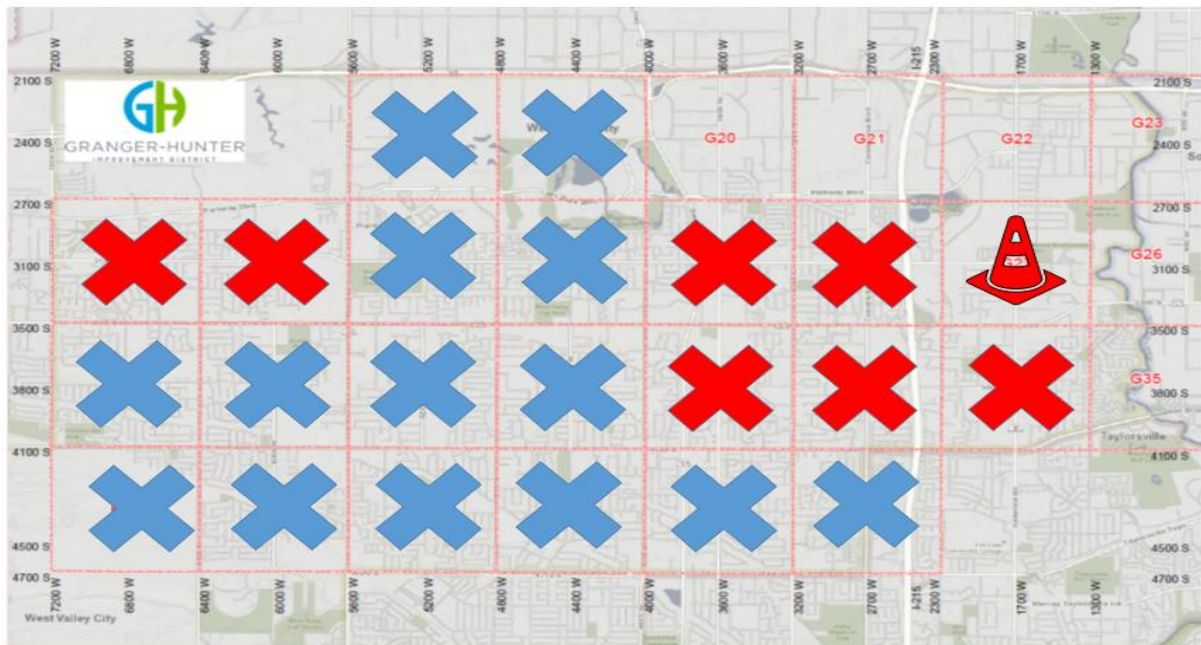 7200 W
6800 W
6400 W
6000 W
5600 W
5200 W
4800 W
4400 W
4000 W
3600 W
3200 W
2700 W
I-215
2300 W
1700 W
1300 W
2100 S
2100 S
GH
GRANGER-HUNTER
IMPROVEMENT DISTRICT
G20
G21
G22
G23
2400 S
2400 S
2700 S
2700 S
3100 S
G26
3100 S
3500 S
3500 S
3800 S
G35
3800 S
Taylorsville
4100 S
4100 S
4500 S
4500 S
4700 S
4700 S
7200 W
6800 W
6400 W
6000 W
5600 W
5200 W
4800 W
4400 W
4000 W
3600 W
3200 W
2700 W
I-215
2300 W
1700 W
1300 W
West Valley City